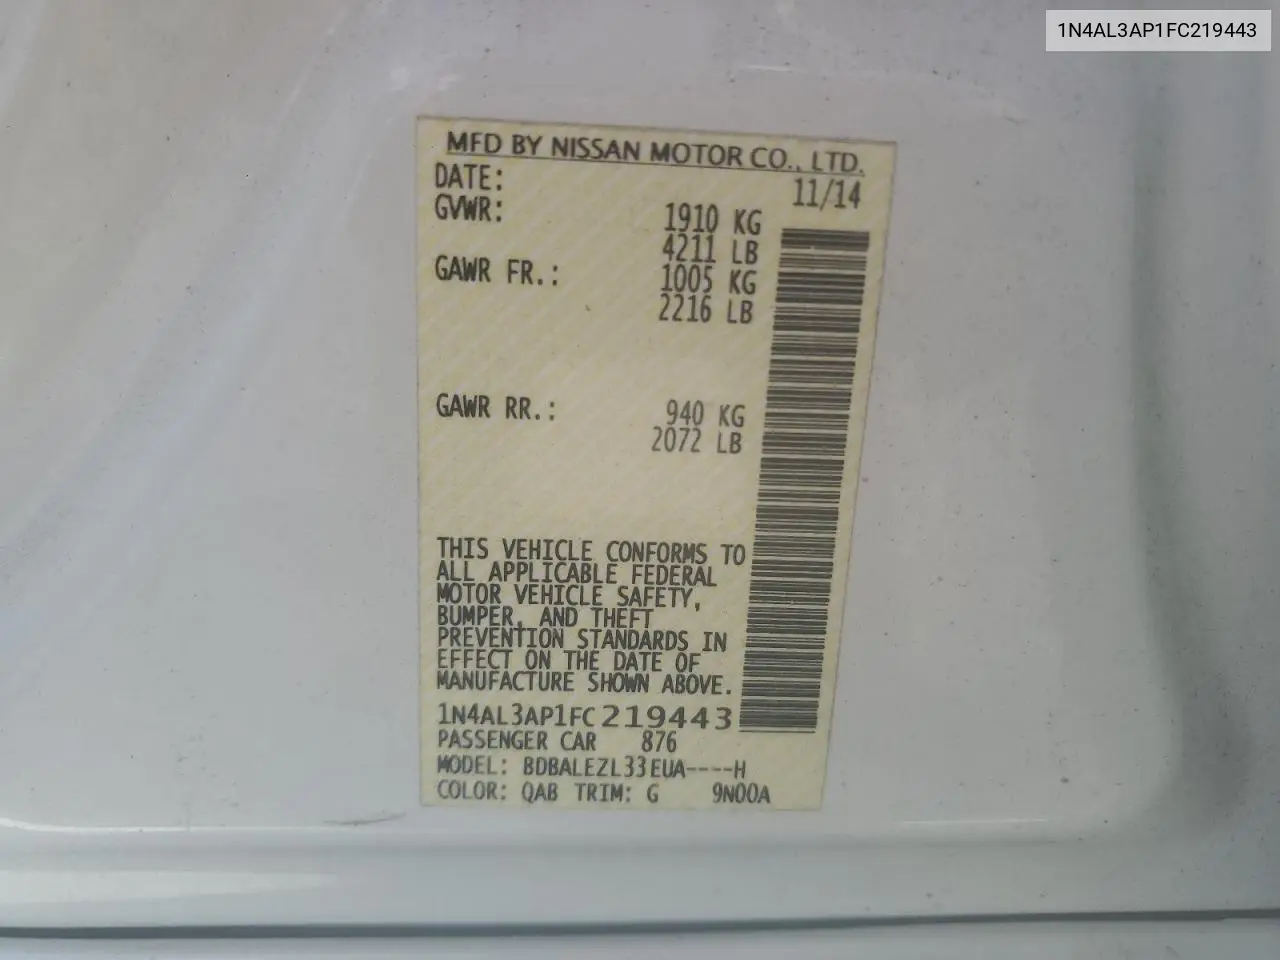 1N4AL3AP1FC219443
MFD BY NISSAN MOTOR CO., LTD.
DATE: 11/14
GVWR: 1910 KG
4211 LB
GAWR FR.: 1005 KG
2216 LB
GAWR RR.: 940 KG
2072 LB
THIS VEHICLE CONFORMS TO
ALL APPLICABLE FEDERAL
MOTOR VEHICLE SAFETY,
BUMPER, AND THEFT
PREVENTION STANDARDS IN
EFFECT ON THE DATE OF
MANUFACTURE SHOWN ABOVE.
1N4AL3AP1FC219443
PASSENGER CAR 876
MODEL: BDBALEZL33EUA----H
COLOR: QAB TRIM: G 9N00A